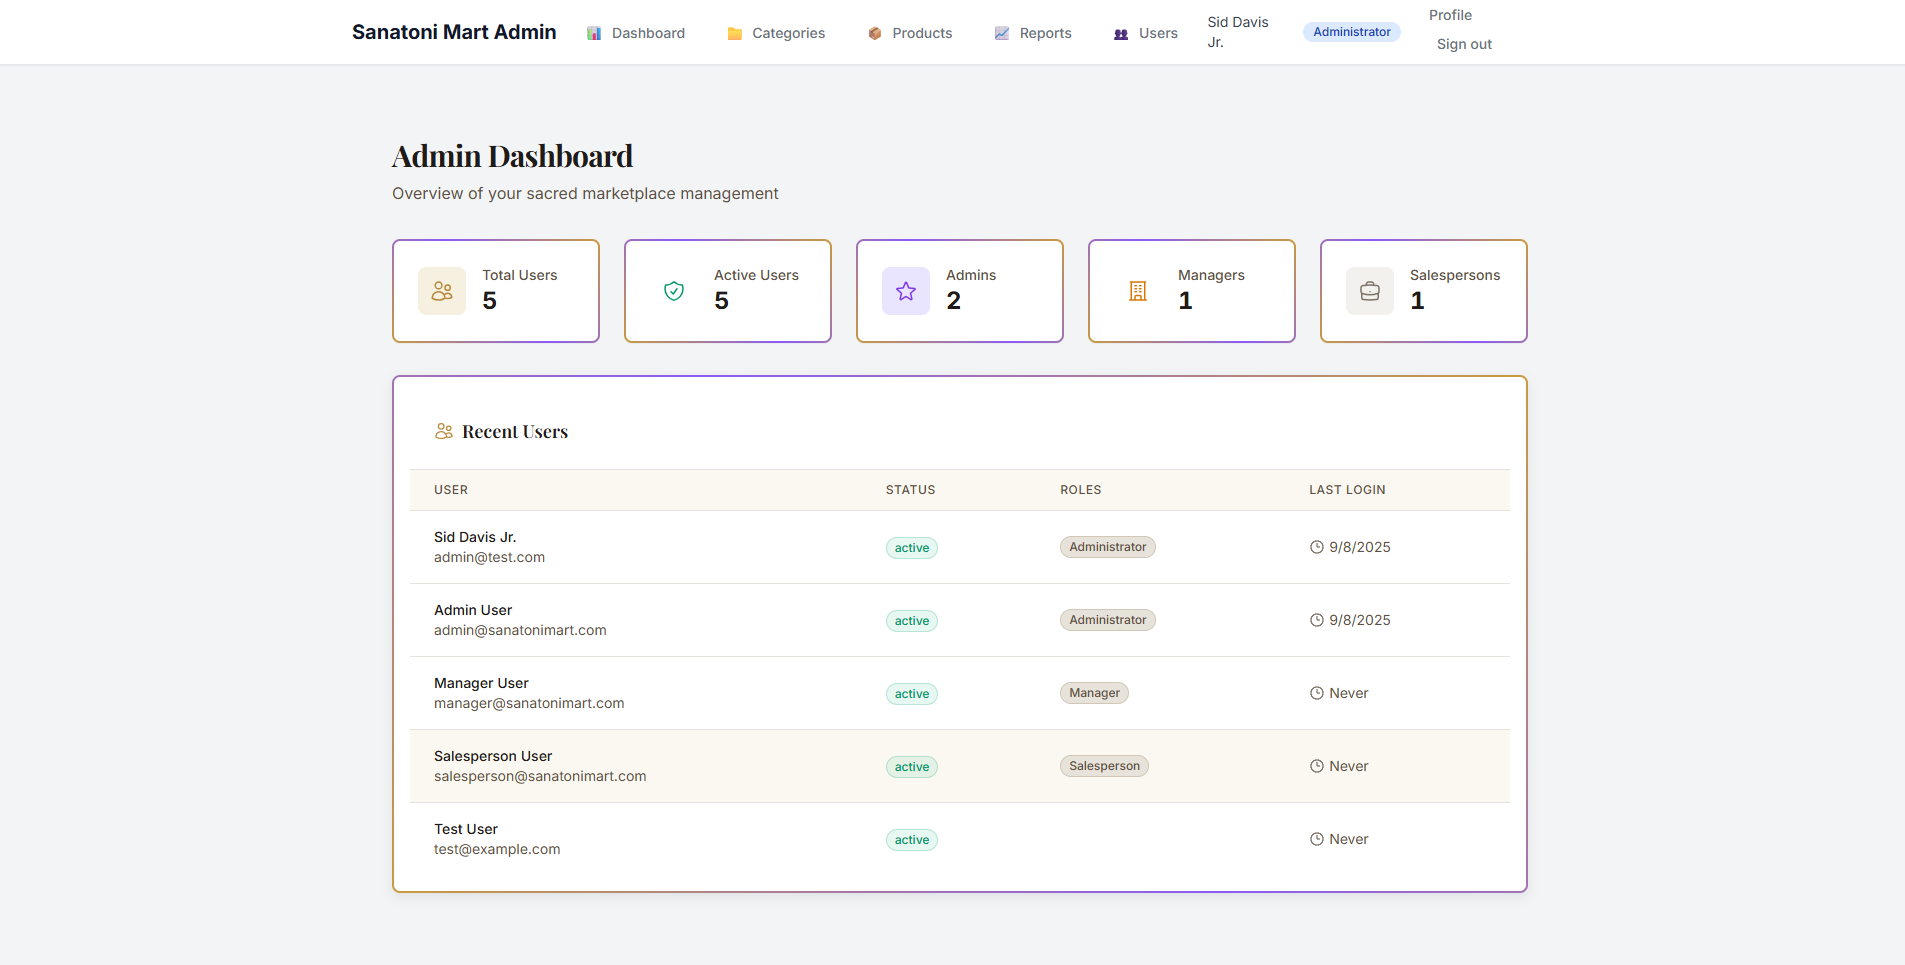 Sanatoni Mart Admin
Dashboard
Categories
Products
Reports
Users
Sid Davis
Jr.
Administrator
Profile
Sign out
Admin Dashboard
Overview of your sacred marketplace management
Total Users
5
Active Users
5
Admins
2
Managers
1
Salespersons
1
Recent Users
USER STATUS ROLES LAST LOGIN
Sid Davis Jr.
admin@test.com
active
Administrator
9/8/2025
Admin User
admin@sanatonimart.com
active
Administrator
9/8/2025
Manager User
manager@sanatonimart.com
active
Manager
Never
Salesperson User
salesperson@sanatonimart.com
active
Salesperson
Never
Test User
test@example.com
active
Never